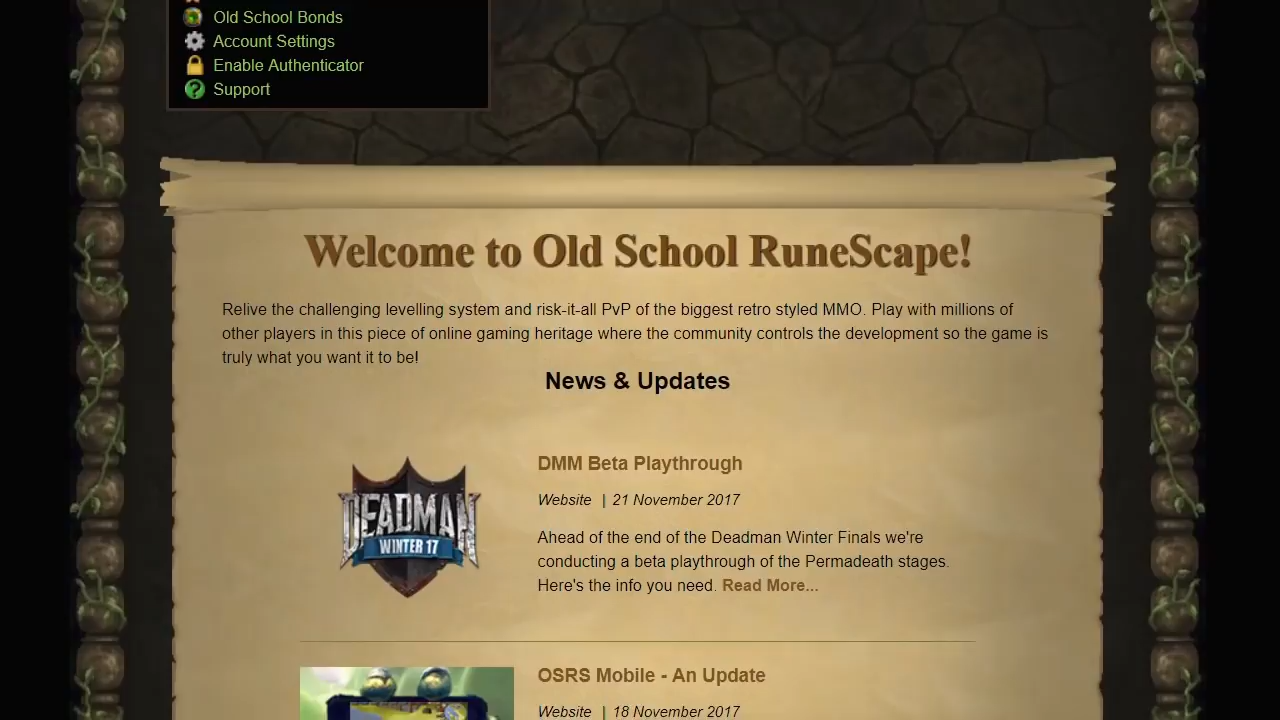 Old School Bonds
Account Settings
Enable Authenticator
Support
Welcome to Old School RuneScape!
Relive the challenging levelling system and risk-it-all PvP of the biggest retro styled MMO. Play with millions of
other players in this piece of online gaming heritage where the community controls the development so the game is
truly what you want it to be!
News & Updates
DEADMAN
WINTER 17
DMM Beta Playthrough
Website | 21 November 2017
Ahead of the end of the Deadman Winter Finals we're
conducting a beta playthrough of the Permadeath stages.
Here's the info you need. Read More...
OSRS Mobile - An Update
Website | 18 November 2017